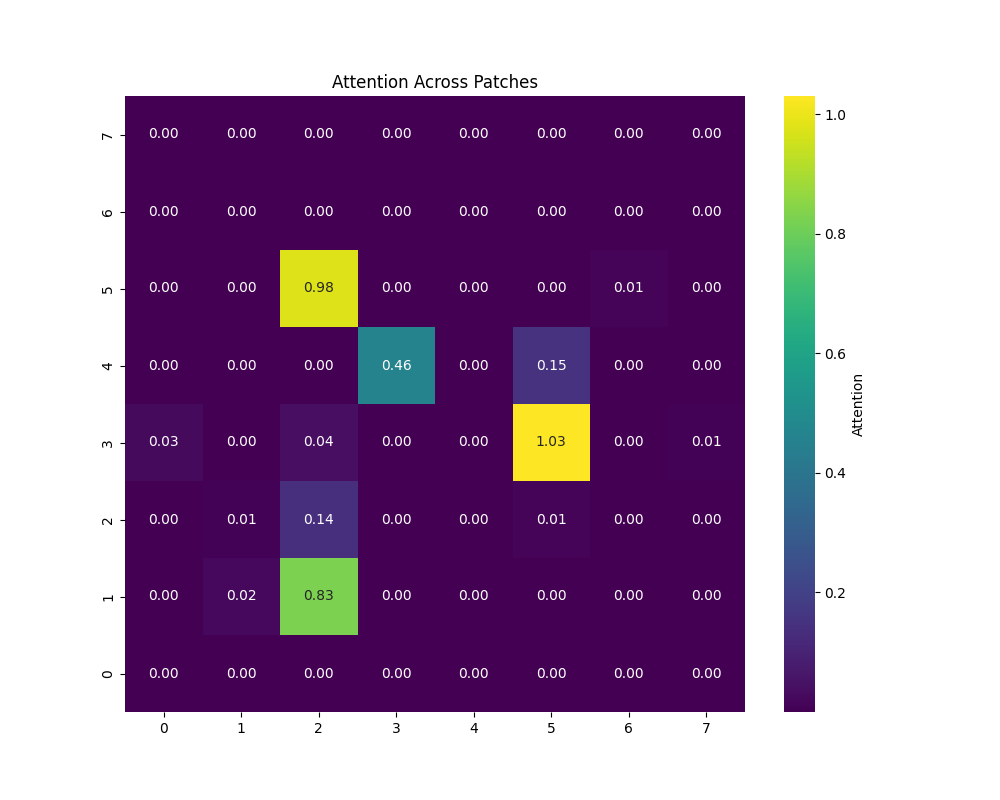 Attention Across Patches
7 0.00 0.00 0.00 0.00 0.00 0.00 0.00 0.00
6 0.00 0.00 0.00 0.00 0.00 0.00 0.00 0.00
5 0.00 0.00 0.98 0.00 0.00 0.00 0.01 0.00
4 0.00 0.00 0.00 0.46 0.00 0.15 0.00 0.00
3 0.03 0.00 0.04 0.00 0.00 1.03 0.00 0.01
2 0.00 0.01 0.14 0.00 0.00 0.01 0.00 0.00
1 0.00 0.02 0.83 0.00 0.00 0.00 0.00 0.00
0 0.00 0.00 0.00 0.00 0.00 0.00 0.00 0.00
0 1 2 3 4 5 6 7
1.0
0.8
0.6
0.4
0.2
Attention